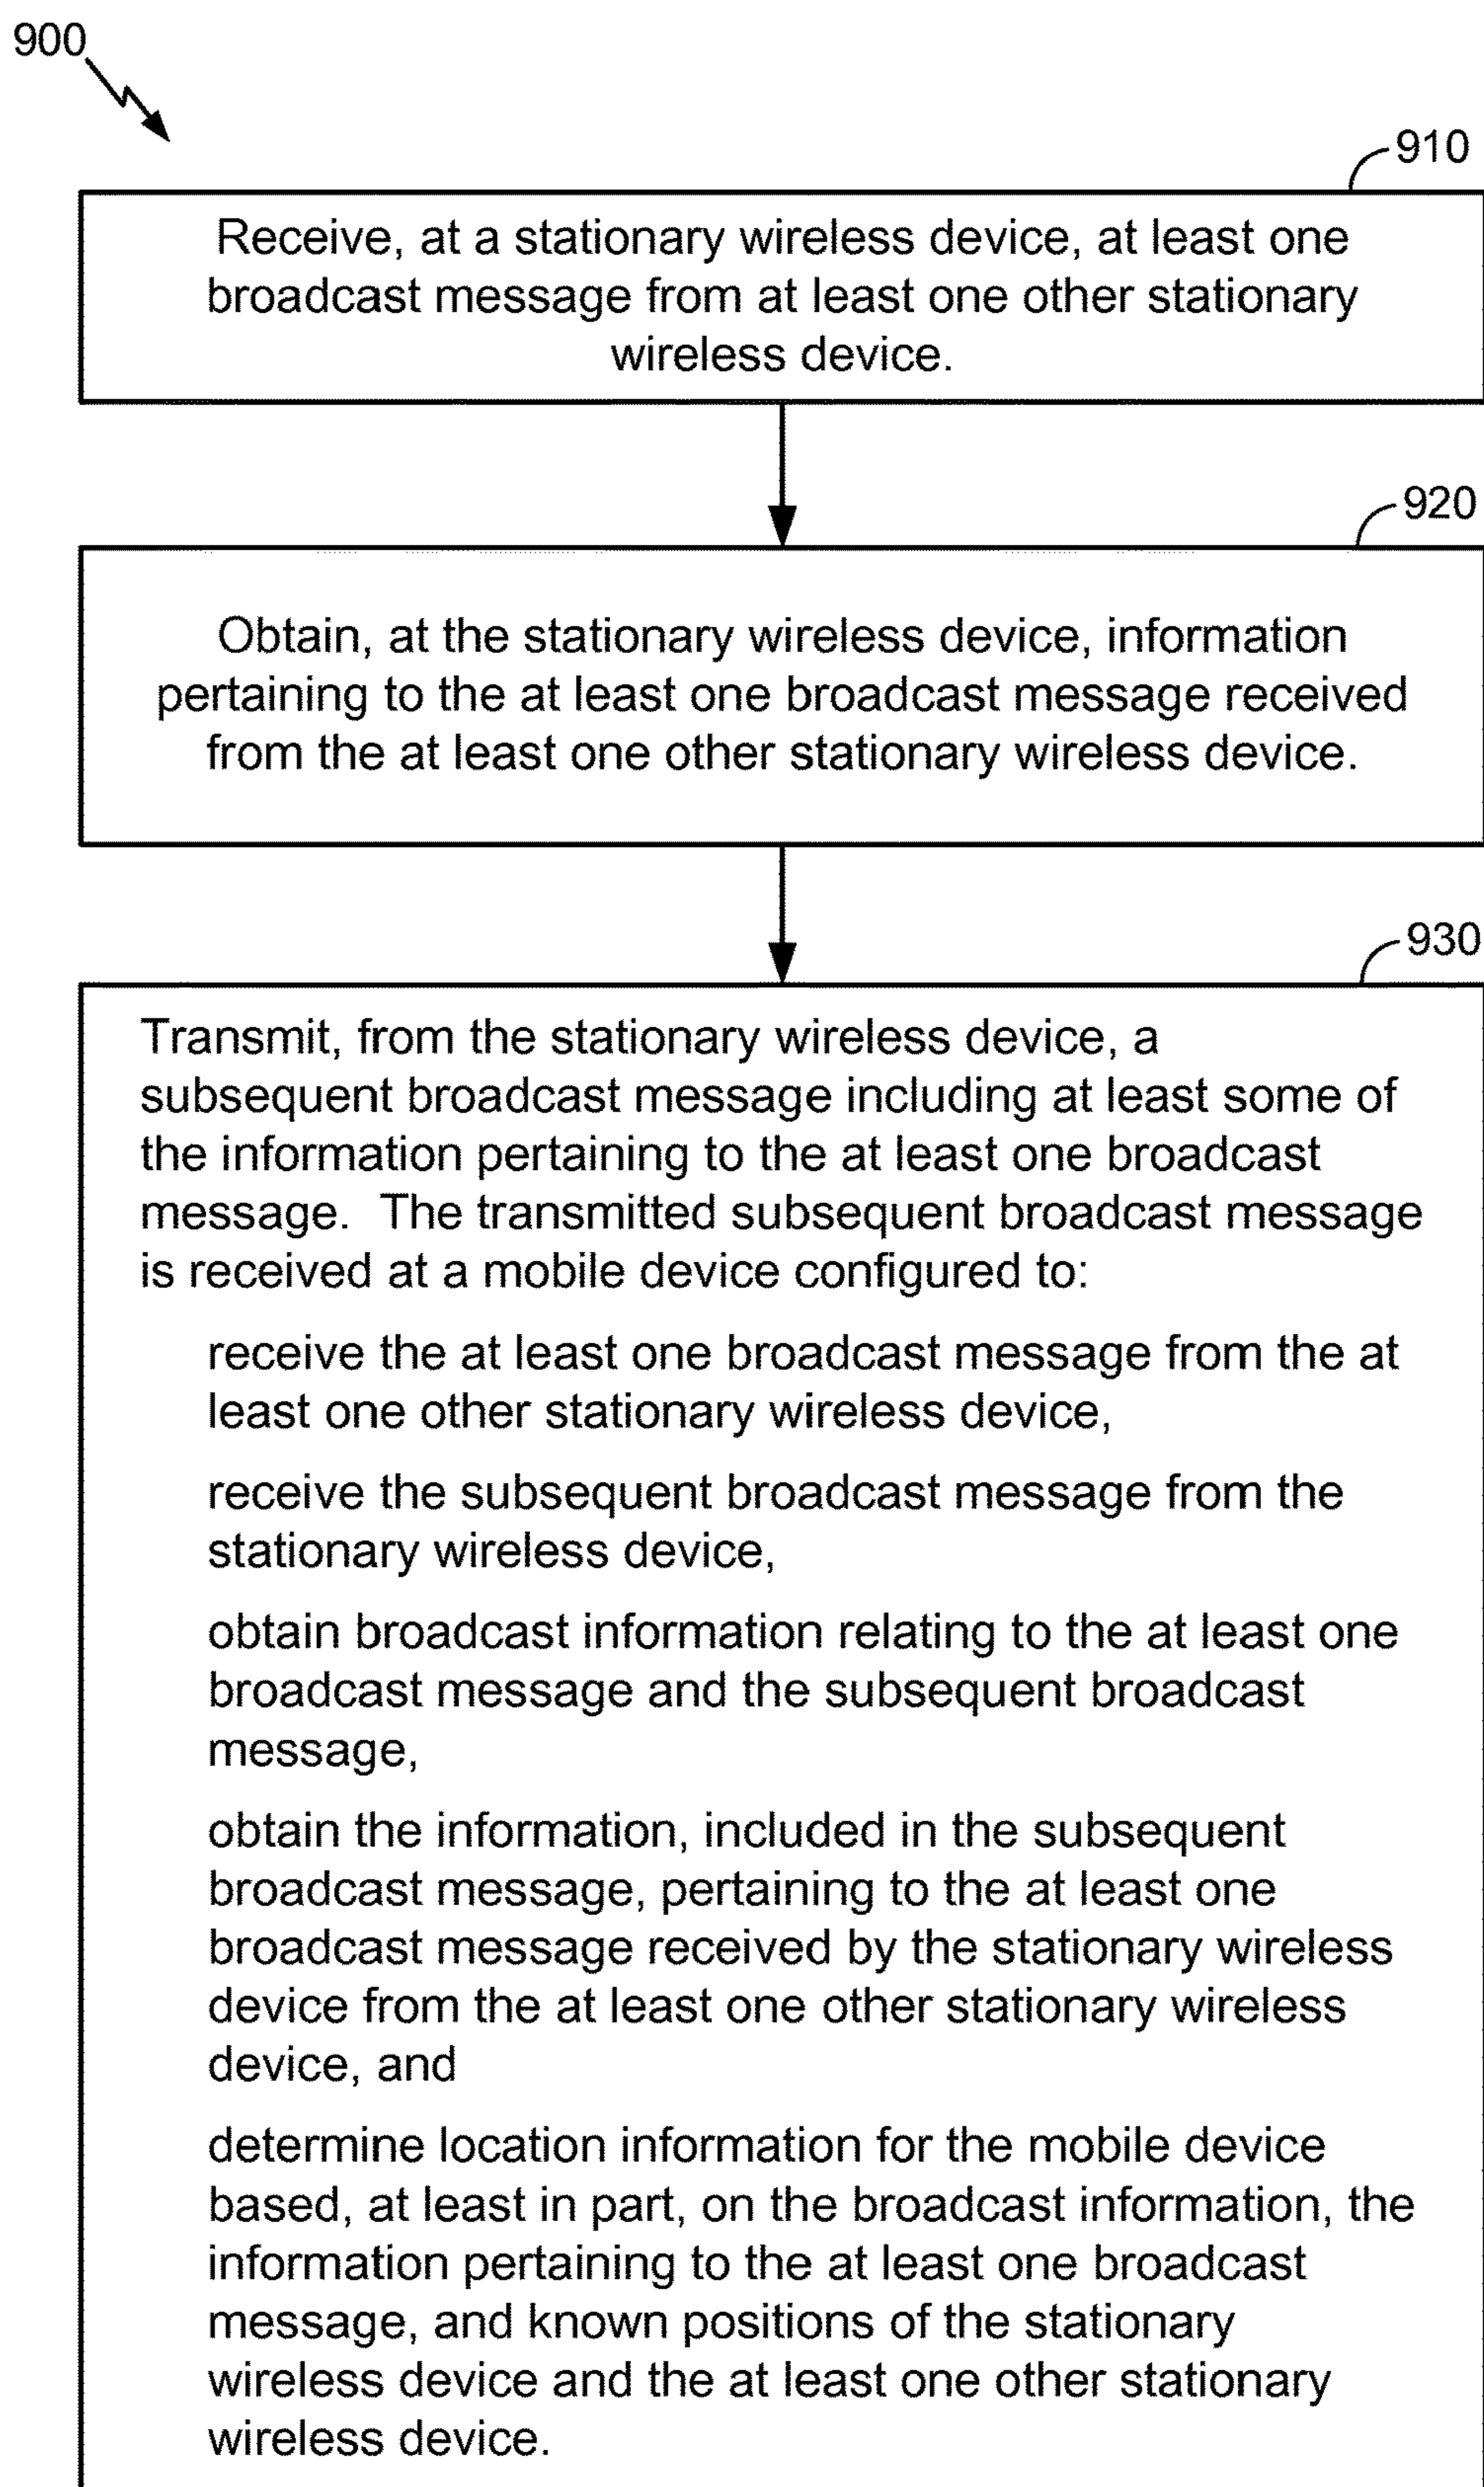 900
910
Receive, at a stationary wireless device, at least one
broadcast message from at least one other stationary
wireless device.
920
Obtain, at the stationary wireless device, information
pertaining to the at least one broadcast message received
from the at least one other stationary wireless device.
930
Transmit, from the stationary wireless device, a
subsequent broadcast message including at least some of
the information pertaining to the at least one broadcast
message.  The transmitted subsequent broadcast message
is received at a mobile device configured to:
receive the at least one broadcast message from the at
least one other stationary wireless device,
receive the subsequent broadcast message from the
stationary wireless device,
obtain broadcast information relating to the at least one
broadcast message and the subsequent broadcast
message,
obtain the information, included in the subsequent
broadcast message, pertaining to the at least one
broadcast message received by the stationary wireless
device from the at least one other stationary wireless
device, and
determine location information for the mobile device
based, at least in part, on the broadcast information, the
information pertaining to the at least one broadcast
message, and known positions of the stationary
wireless device and the at least one other stationary
wireless device.